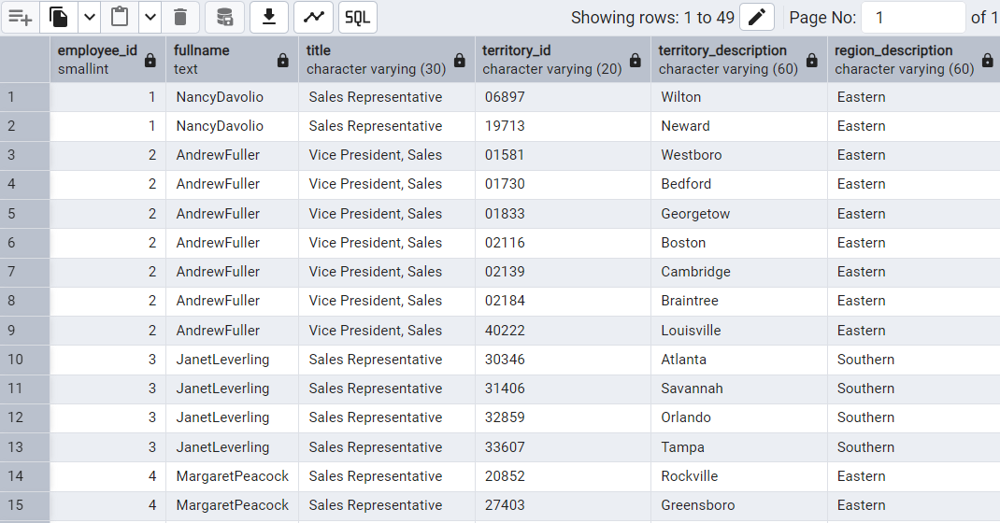 SQL Showing rows: 1 to 49 Page No: 1 of 1
employee_id fullname title territory_id territory_description region_description
smallint text character varying (30) character varying (20) character varying (60) character varying (60)
1 1 NancyDavolio Sales Representative 06897 Wilton Eastern
2 1 NancyDavolio Sales Representative 19713 Neward Eastern
3 2 AndrewFuller Vice President, Sales 01581 Westboro Eastern
4 2 AndrewFuller Vice President, Sales 01730 Bedford Eastern
5 2 AndrewFuller Vice President, Sales 01833 Georgetow Eastern
6 2 AndrewFuller Vice President, Sales 02116 Boston Eastern
7 2 AndrewFuller Vice President, Sales 02139 Cambridge Eastern
8 2 AndrewFuller Vice President, Sales 02184 Braintree Eastern
9 2 AndrewFuller Vice President, Sales 40222 Louisville Eastern
10 3 JanetLeverling Sales Representative 30346 Atlanta Southern
11 3 JanetLeverling Sales Representative 31406 Savannah Southern
12 3 JanetLeverling Sales Representative 32859 Orlando Southern
13 3 JanetLeverling Sales Representative 33607 Tampa Southern
14 4 MargaretPeacock Sales Representative 20852 Rockville Eastern
15 4 MargaretPeacock Sales Representative 27403 Greensboro Eastern